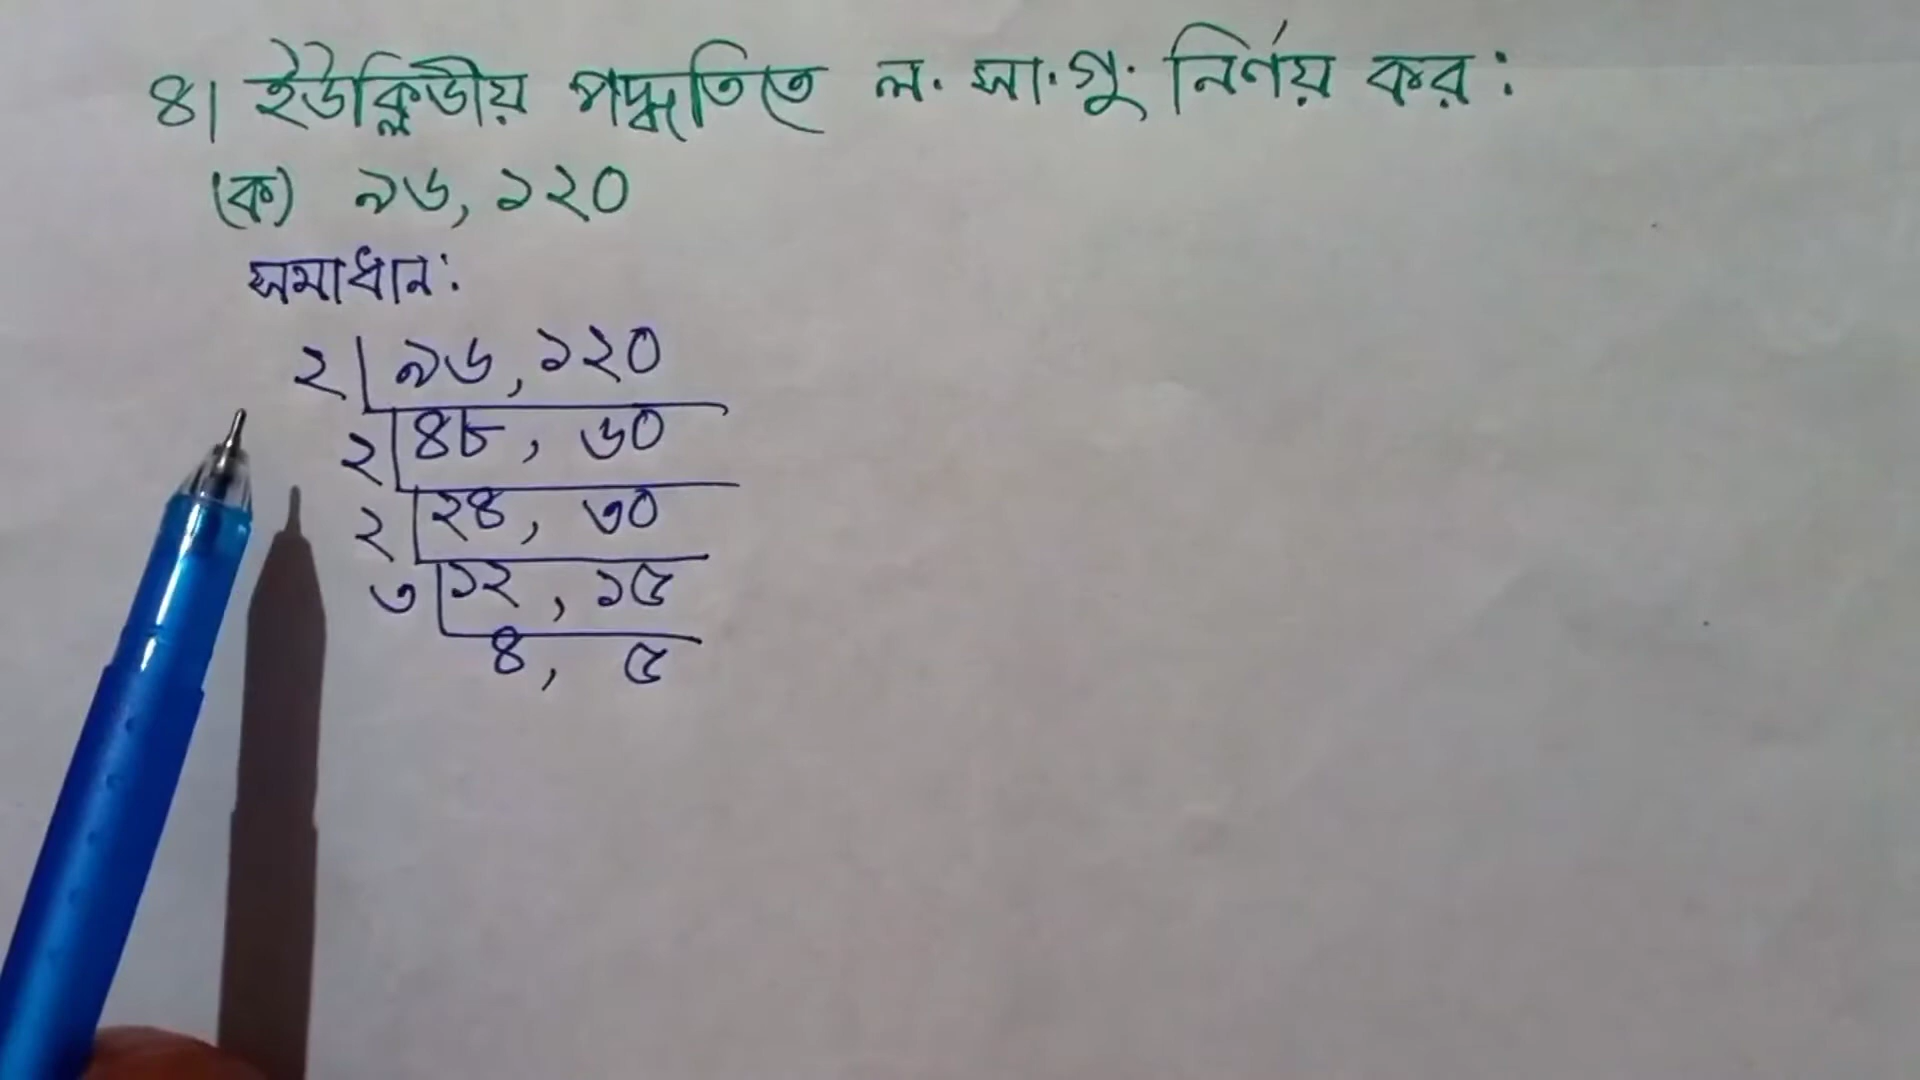 ৪। ইউক্লিডীয় পদ্ধতিতে ল. সা. গু. নির্ণয় কর :
(ক) ৯৬, ১২০
সমাধান :
২ | ৯৬, ১২০
২ | ৪৮, ৬০
২ | ২৪, ৩০
৩ | ১২, ১৫
৪, ৫